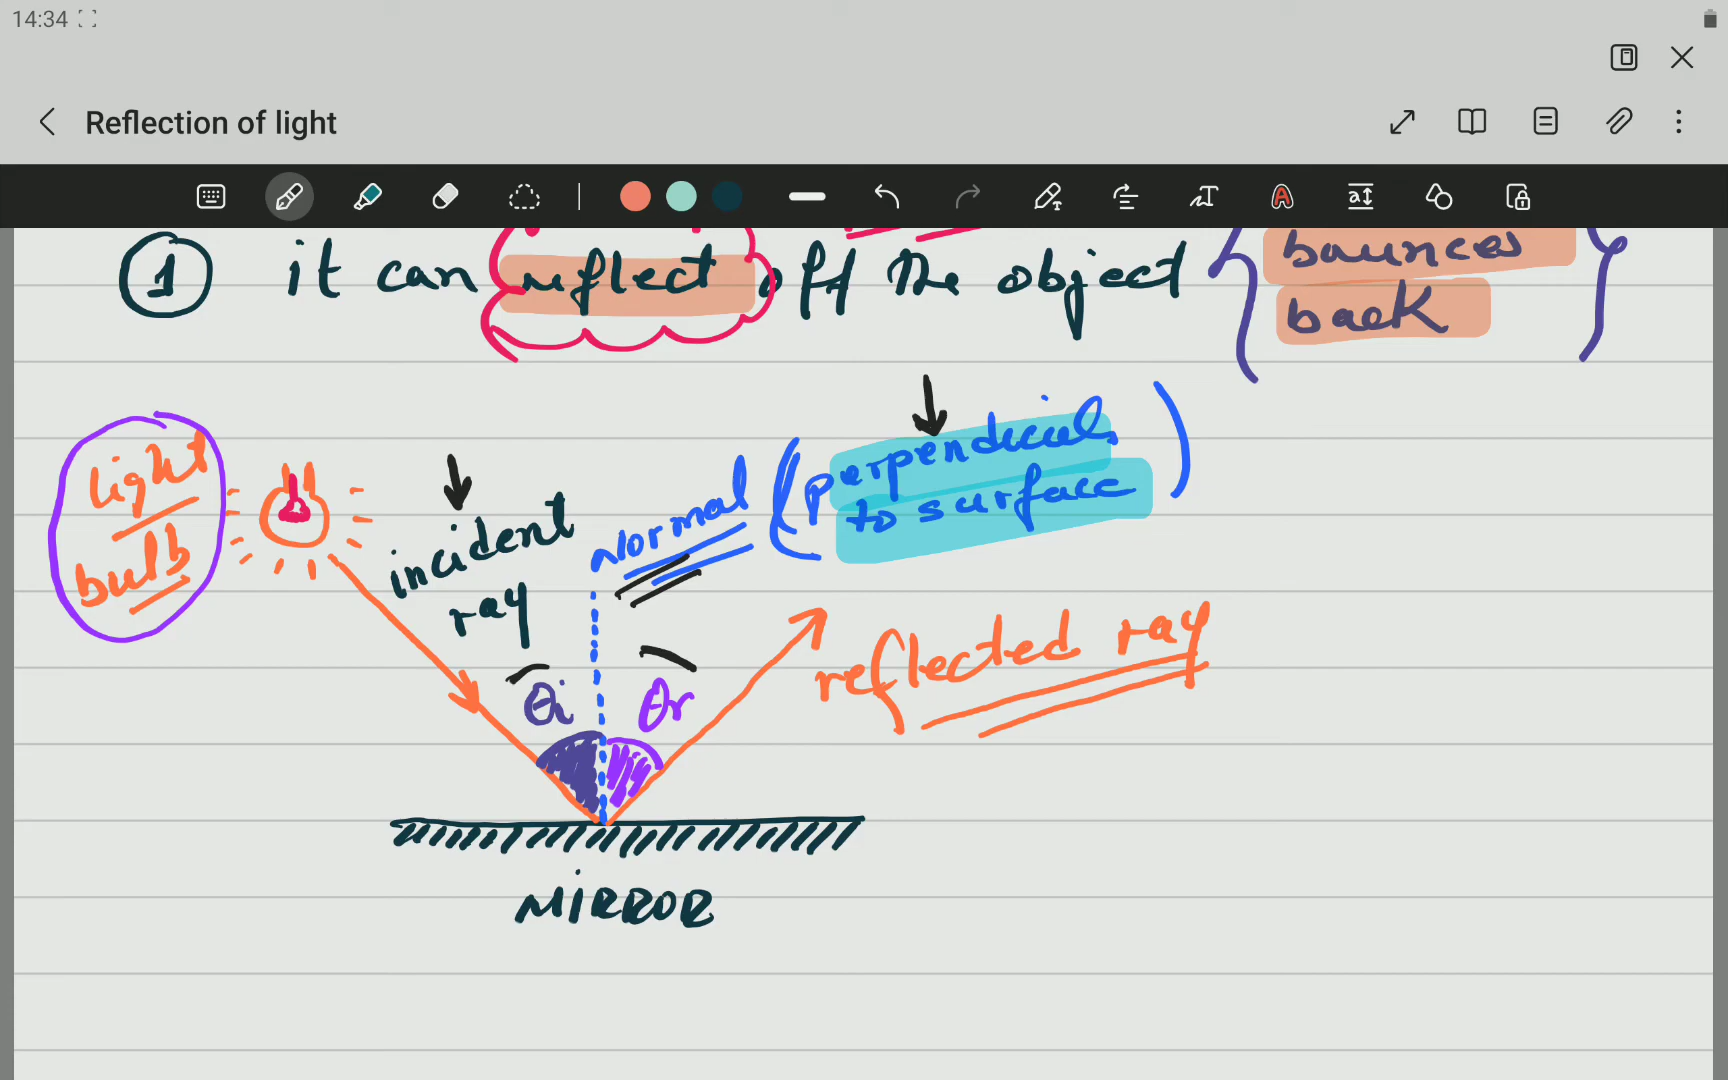 14:34
Reflection of light
① it can reflect off the object { bounces
back }
light
bulb
incident
ray
Normal
(perpendicul
to surface)
reflected ray
θi
θr
MIRROR